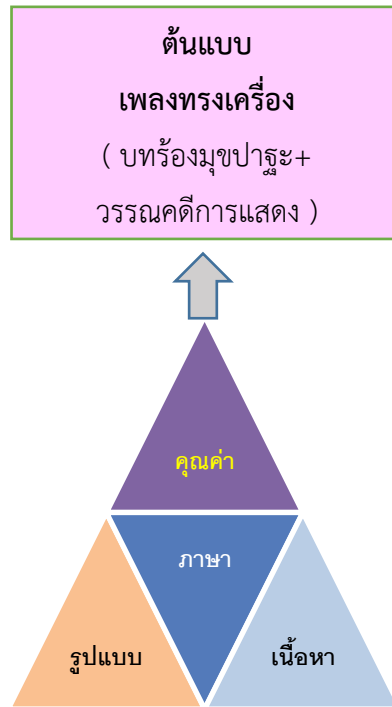 ต้นแบบ
เพลงทรงเครื่อง
( บทร้องมุขปาฐะ+
วรรณคดีการแสดง )
คุณค่า
ภาษา
รูปแบบ
เนื้อหา